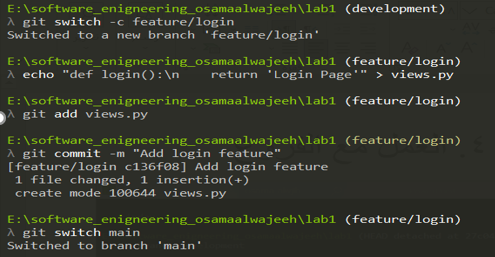 E:\software_enigneering_osamaalwajeeh\lab1 (development)
λ git switch -c feature/login
Switched to a new branch 'feature/login'
E:\software_enigneering_osamaalwajeeh\lab1 (feature/login)
λ echo "def login():\n    return 'Login Page'" > views.py
E:\software_enigneering_osamaalwajeeh\lab1 (feature/login)
λ git add views.py
E:\software_enigneering_osamaalwajeeh\lab1 (feature/login)
λ git commit -m "Add login feature"
[feature/login c136f08] Add login feature
 1 file changed, 1 insertion(+)
 create mode 100644 views.py
E:\software_enigneering_osamaalwajeeh\lab1 (feature/login)
λ git switch main
Switched to branch 'main'